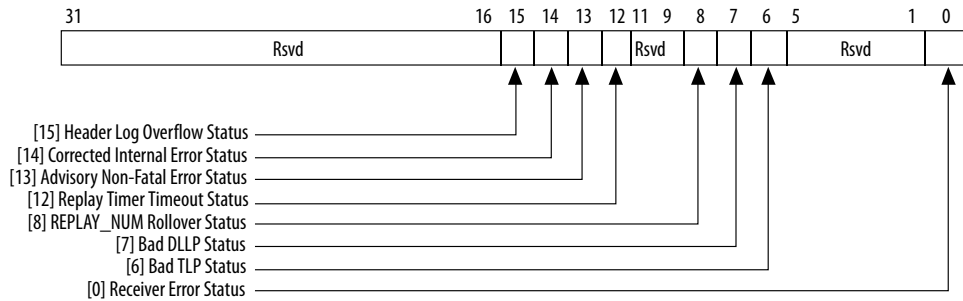 31 16 15 14 13 12 11 9 8 7 6 5 1 0
Rsvd Rsvd Rsvd
[15] Header Log Overflow Status
[14] Corrected Internal Error Status
[13] Advisory Non-Fatal Error Status
[12] Replay Timer Timeout Status
[8] REPLAY_NUM Rollover Status
[7] Bad DLLP Status
[6] Bad TLP Status
[0] Receiver Error Status